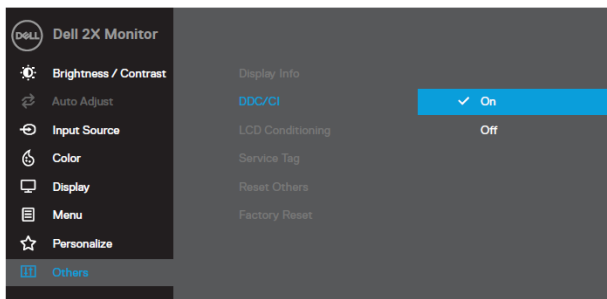 DELL Dell 2X Monitor
Brightness / Contrast
Auto Adjust
Input Source
Color
Display
Menu
Personalize
Others
Display Info
DDC/CI
LCD Conditioning
Service Tag
Reset Others
Factory Reset
On
Off